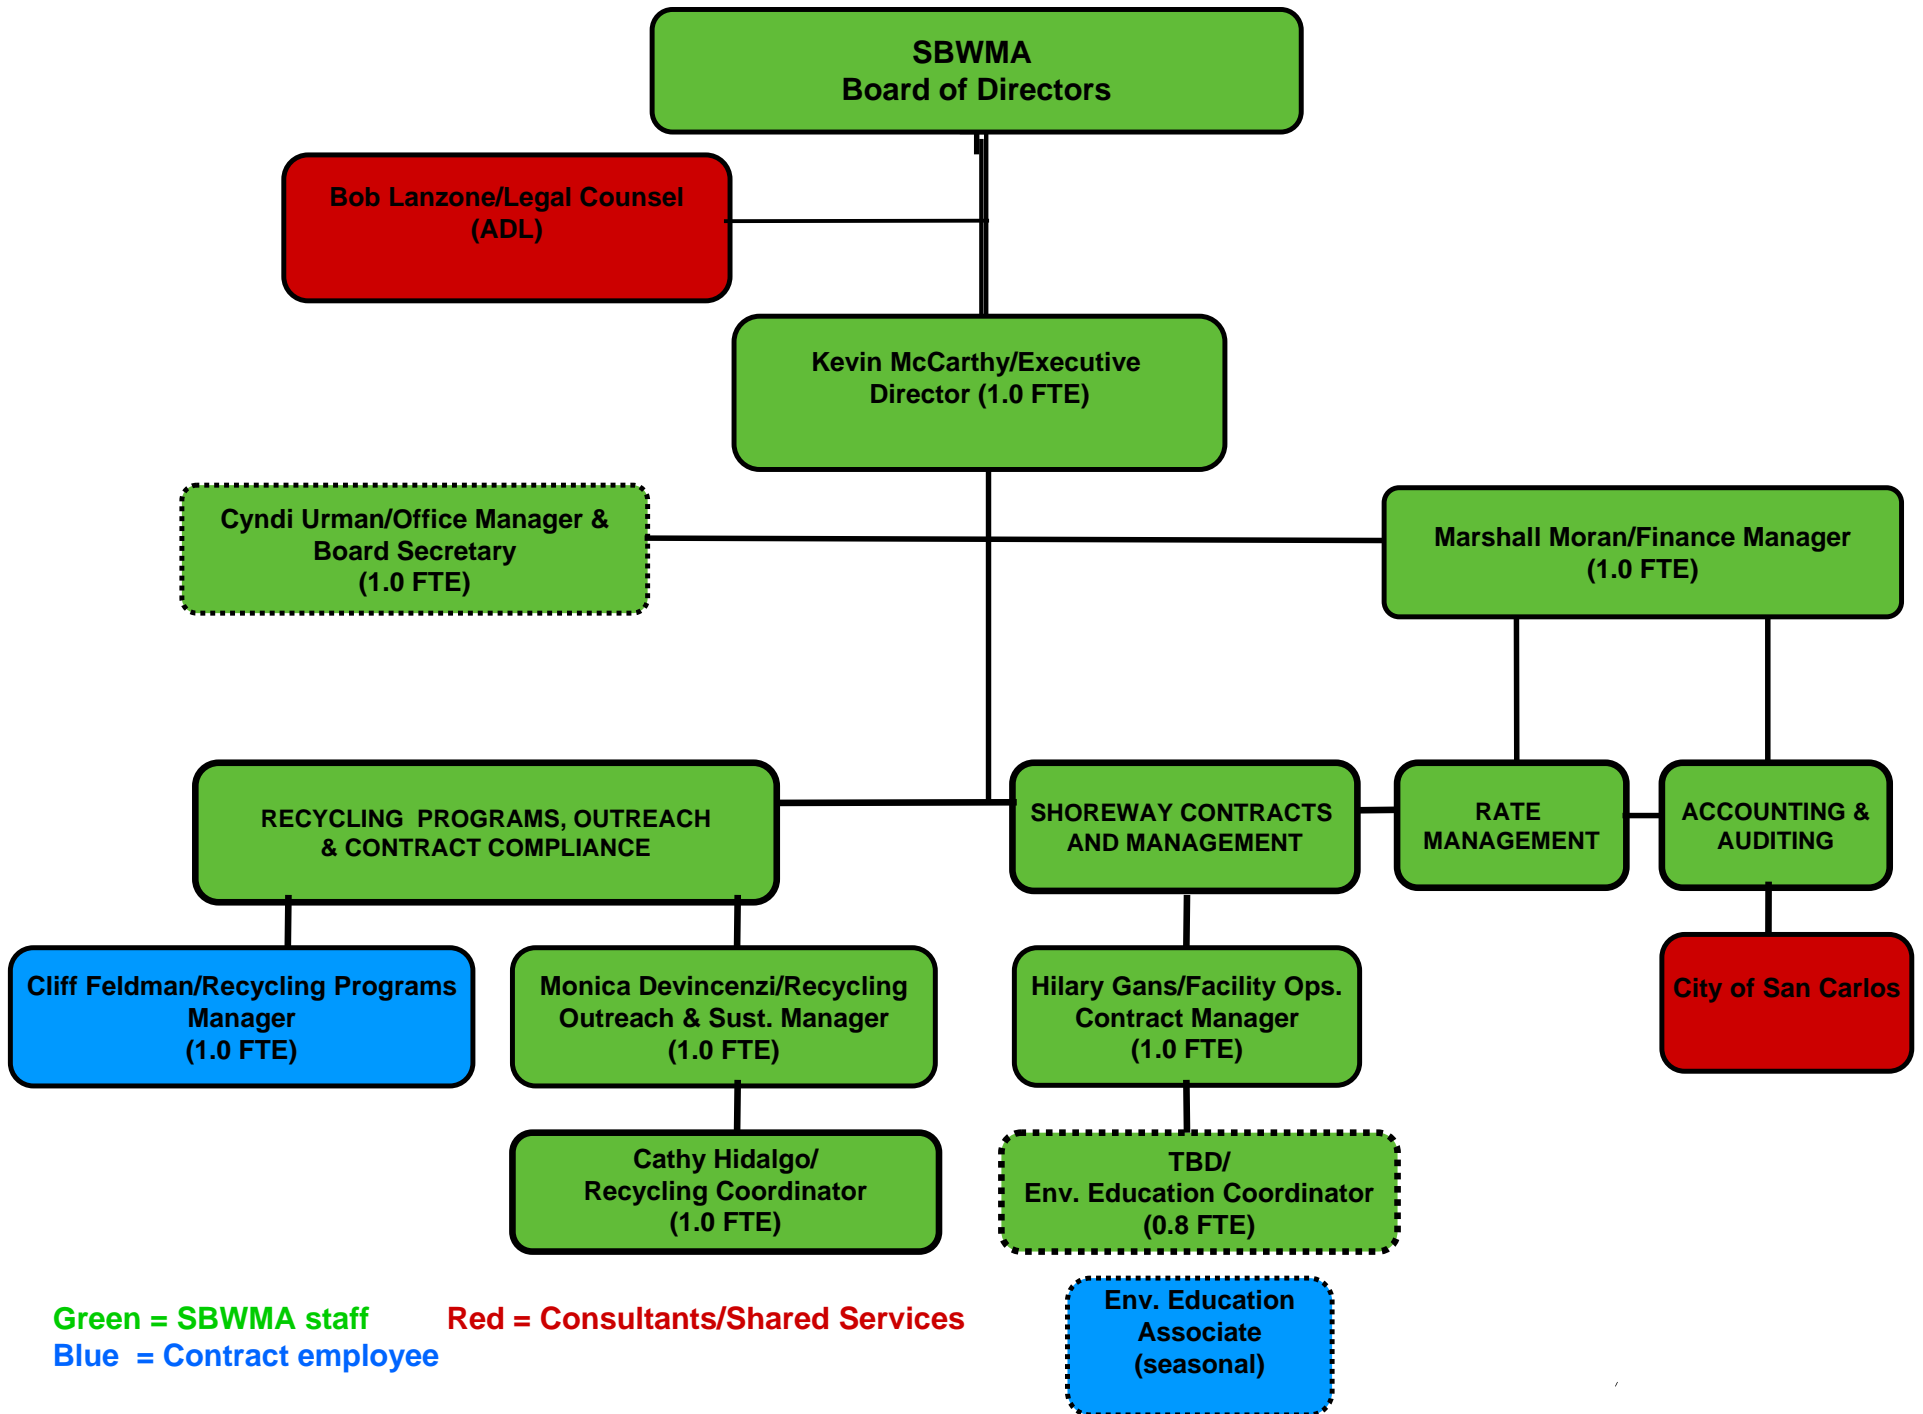 SBWMA
Board of Directors
Bob Lanzone/Legal Counsel
(ADL)
Kevin McCarthy/Executive
Director (1.0 FTE)
Cyndi Urman/Office Manager &
Board Secretary
(1.0 FTE)
Marshall Moran/Finance Manager
(1.0 FTE)
RECYCLING PROGRAMS, OUTREACH
& CONTRACT COMPLIANCE
SHOREWAY CONTRACTS
AND MANAGEMENT
RATE
MANAGEMENT
ACCOUNTING &
AUDITING
Cliff Feldman/Recycling Programs
Manager
(1.0 FTE)
Monica Devincenzi/Recycling
Outreach & Sust. Manager
(1.0 FTE)
Hilary Gans/Facility Ops.
Contract Manager
(1.0 FTE)
City of San Carlos
Cathy Hidalgo/
Recycling Coordinator
(1.0 FTE)
TBD/
Env. Education Coordinator
(0.8 FTE)
Env. Education
Associate
(seasonal)
Green = SBWMA staff
Red = Consultants/Shared Services
Blue = Contract employee